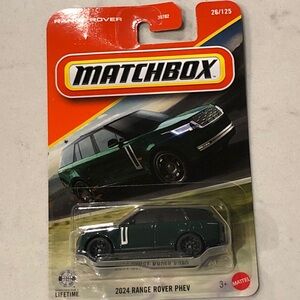 RANGE ROVER
26/125
MATCHBOX
2024 RANGE ROVER PHEV
3+
MATTEL
LIFETIME